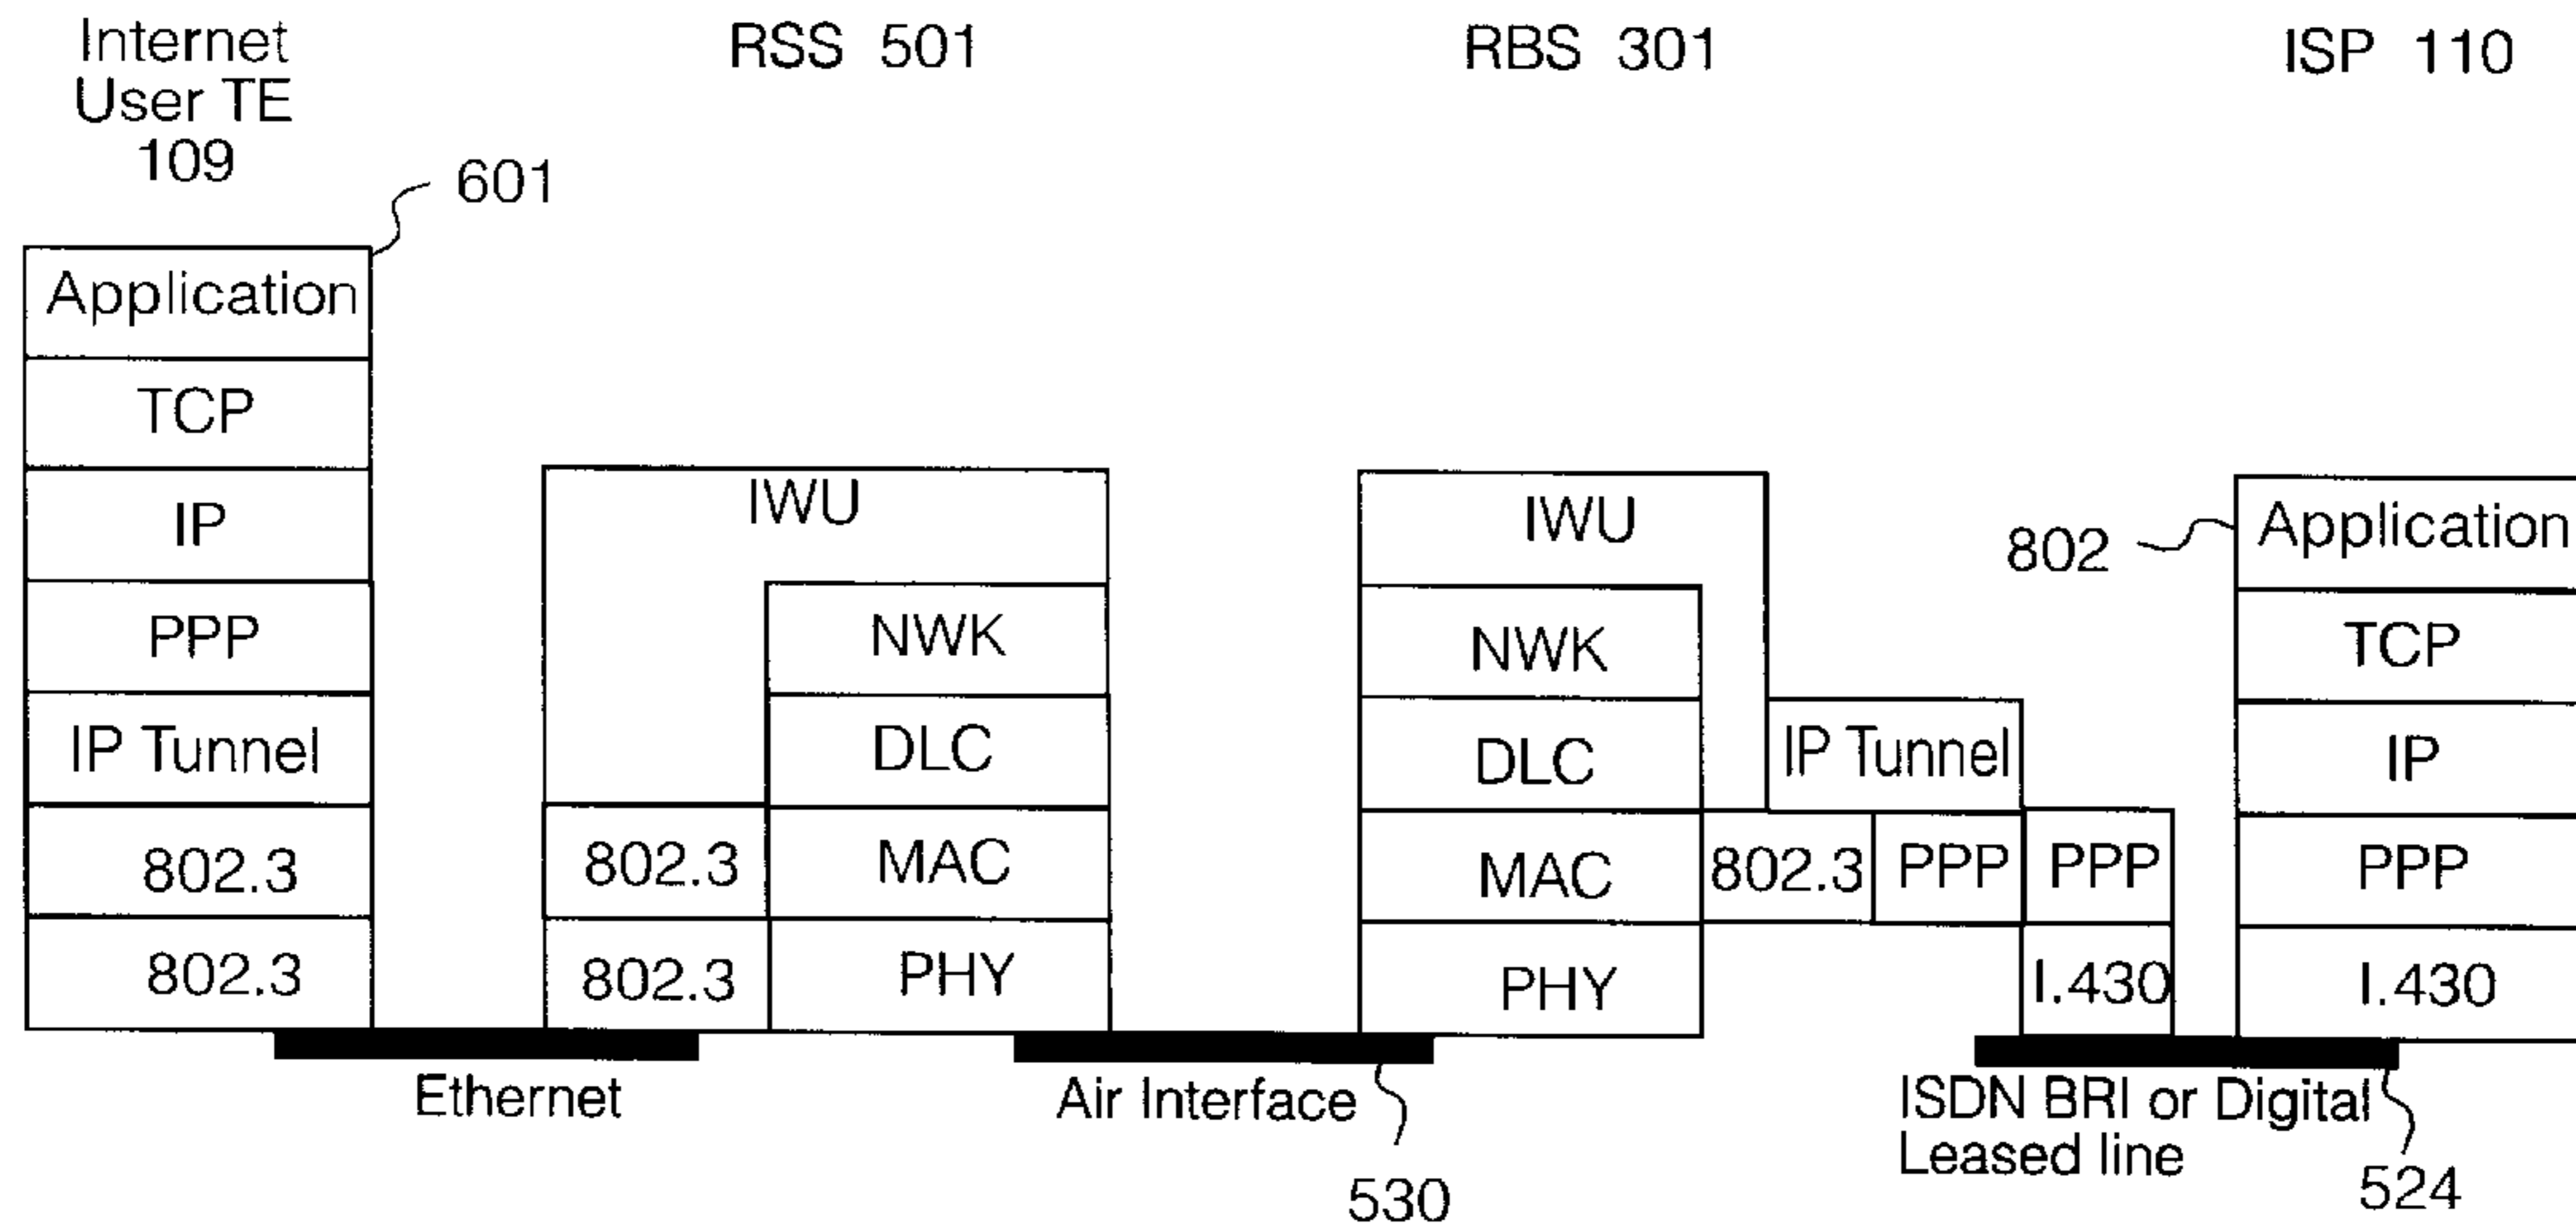 Internet
User TE
109
RSS 501
RBS 301
ISP 110
601
Application
TCP
IP
PPP
IP Tunnel
802.3
802.3
IWU
NWK
DLC
802.3
MAC
802.3
PHY
IWU
NWK
DLC
IP Tunnel
MAC
802.3
PPP
PPP
PHY
I.430
802
Application
TCP
IP
PPP
I.430
Ethernet
Air Interface
530
ISDN BRI or Digital
Leased line
524